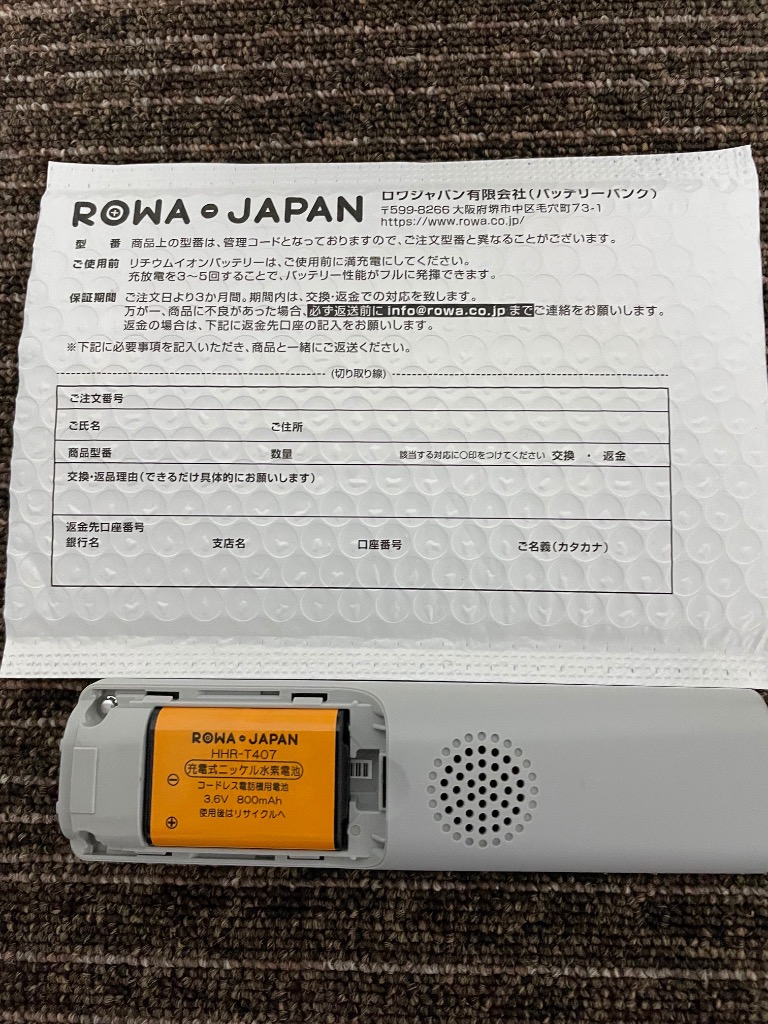 ROWA JAPAN
ロワジャパン有限会社(バッテリーバンク)
〒599-8266 大阪府堺市中区毛穴町73-1
https://www.rowa.co.jp/
型 番 商品上の型番は、管理コードとなっておりますので、ご注文型番と異なることがございます。
ご使用前 リチウムイオンバッテリーは、ご使用前に満充電にしてください。
充放電を3~5回することで、バッテリー性能がフルに発揮できます。
保証期間 ご注文日より3か月間。期間内は、交換・返金での対応を致します。
万が一、商品に不良があった場合、必ず返送前に info@rowa.co.jp までご連絡をお願いします。
返金の場合は、下記に返金先口座の記入をお願いします。
※下記に必要事項を記入いただき、商品と一緒にご返送ください。
(切り取り線)
ご注文番号
ご氏名 ご住所
商品型番 数量 該当する対応に○印をつけてください 交換 ・ 返金
交換・返品理由(できるだけ具体的にお願いします)
返金先口座番号
銀行名 支店名 口座番号 ご名義(カタカナ)
ROWA JAPAN
HHR-T407
充電式ニッケル水素電池
コードレス電話機用電池
3.6V 800mAh
使用後はリサイクルへ